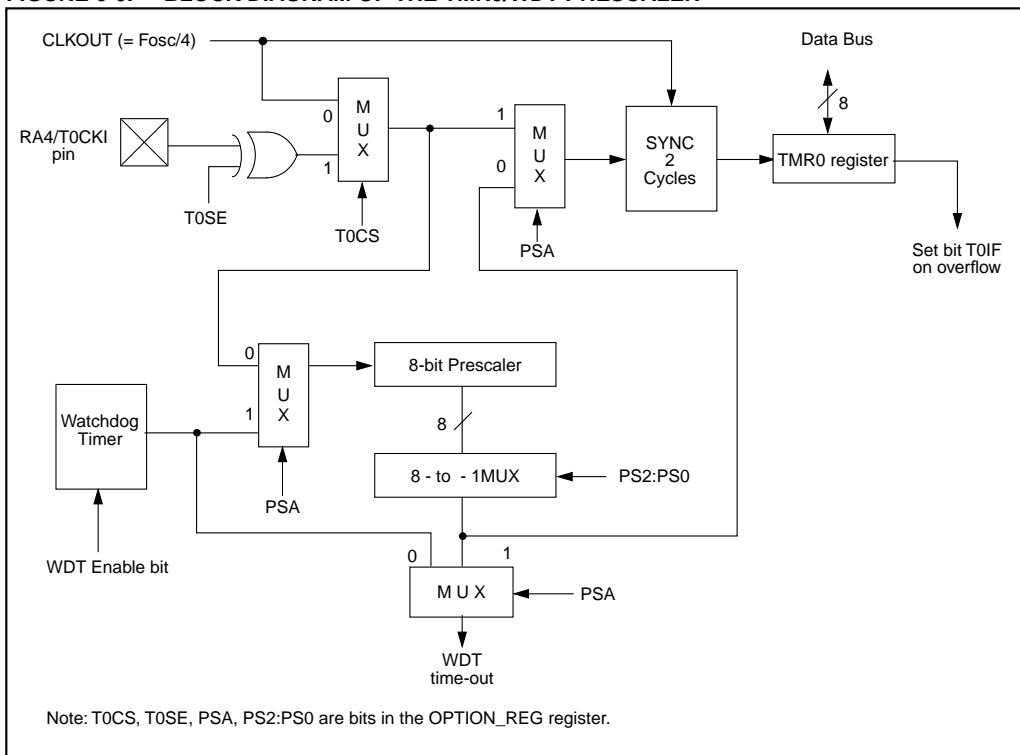 CLKOUT (= Fosc/4)
Data Bus
8
RA4/T0CKI
pin
T0SE
0
1
M
U
X
T0CS
1
0
M
U
X
PSA
SYNC
2
Cycles
TMR0 register
Set bit T0IF
on overflow
Watchdog
Timer
WDT Enable bit
0
1
M
U
X
PSA
8-bit Prescaler
8
8 - to - 1MUX
PS2:PS0
0
1
M U X
PSA
WDT
time-out
Note: T0CS, T0SE, PSA, PS2:PS0 are bits in the OPTION_REG register.